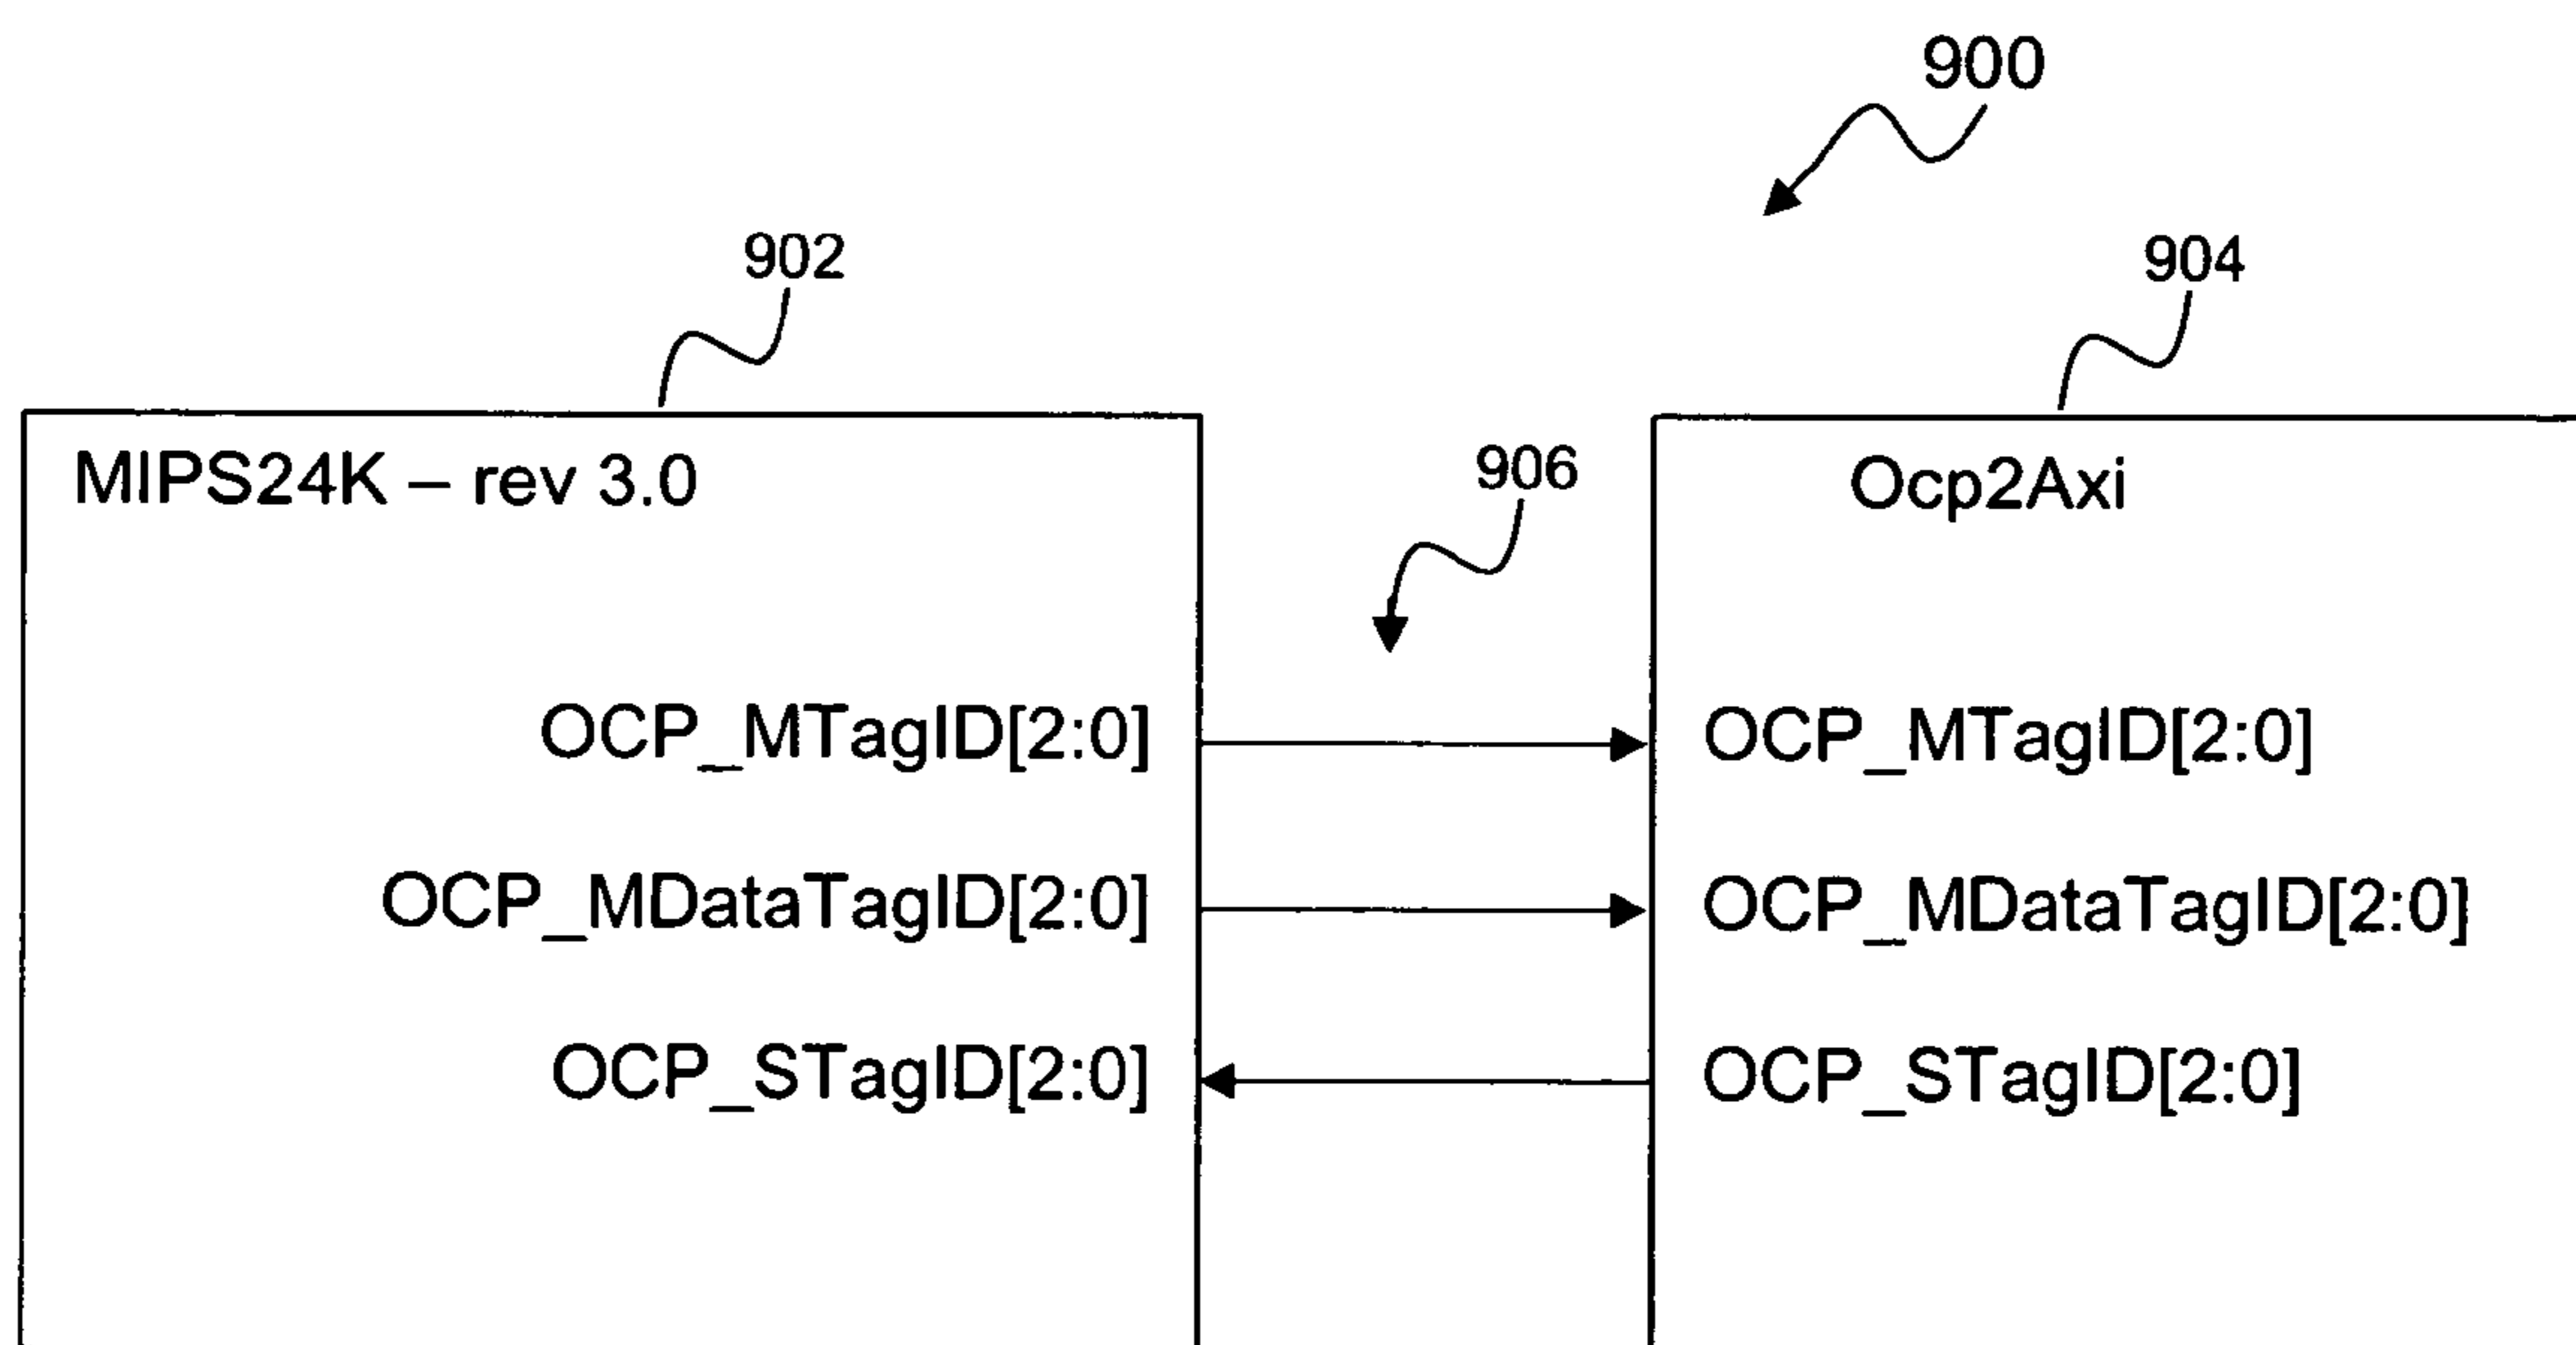 900
902
904
MIPS24K – rev 3.0
906
Ocp2Axi
OCP_MTagID[2:0]
OCP_MTagID[2:0]
OCP_MDataTagID[2:0]
OCP_MDataTagID[2:0]
OCP_STagID[2:0]
OCP_STagID[2:0]